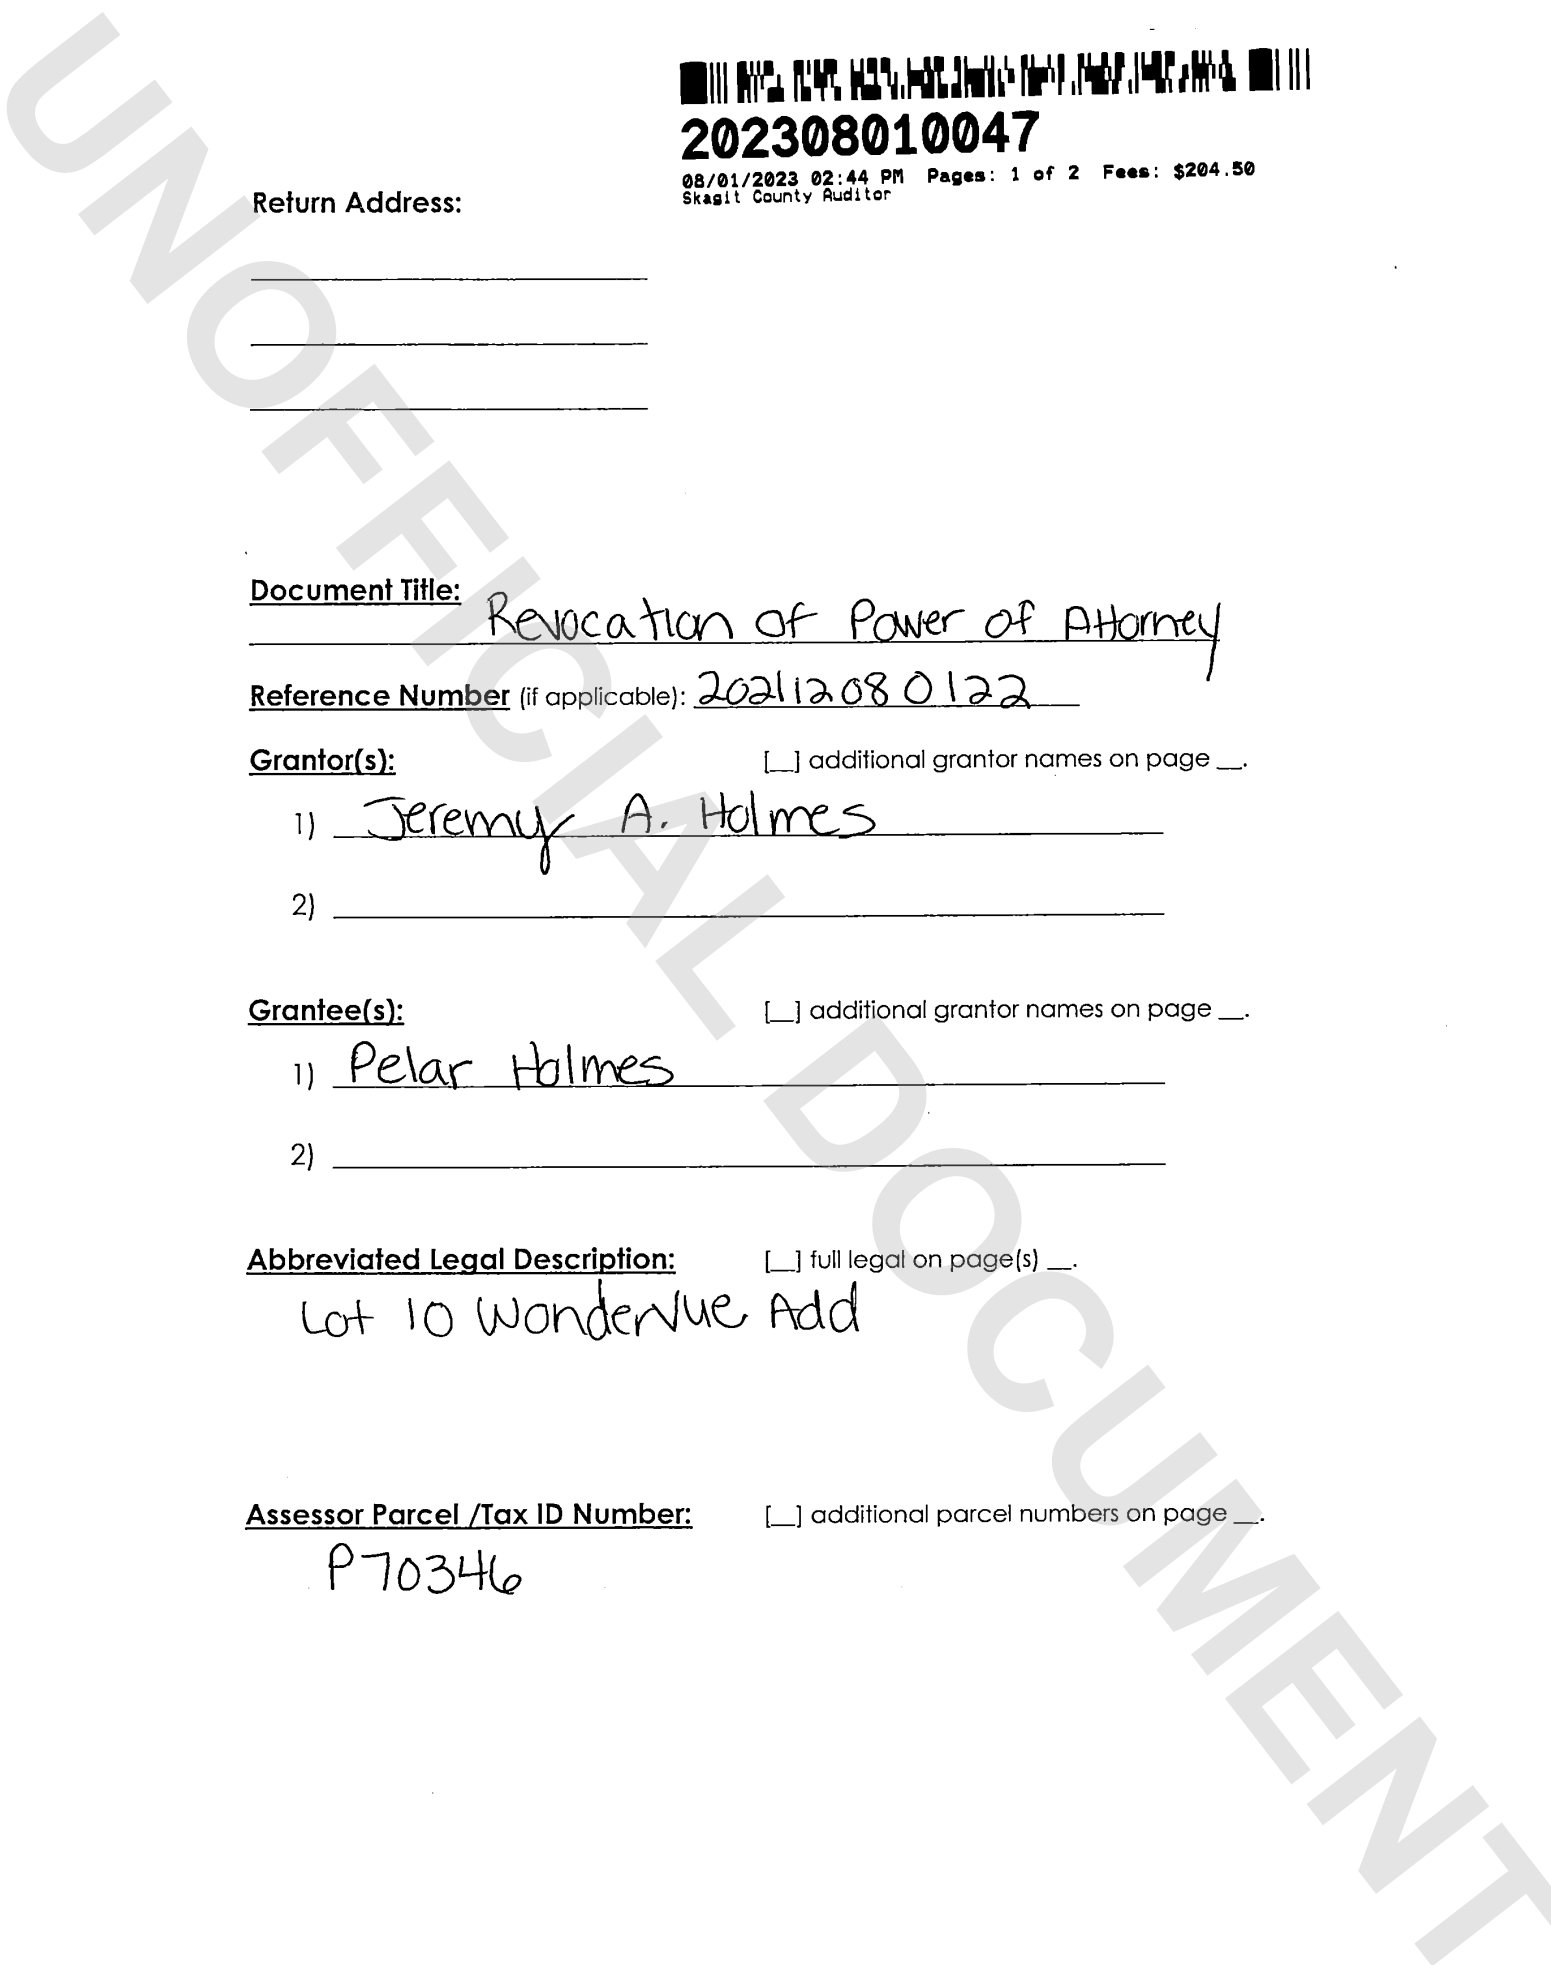 202308010047
08/01/2023 02:44 PM Pages: 1 of 2 Fees: $204.50
Skagit County Auditor
Return Address:
Document Title:
Revocation of Power of Attorney
Reference Number (if applicable): 202112080122
Grantor(s): [__] additional grantor names on page __.
1) Jeremy A. Holmes
2)
Grantee(s): [__] additional grantor names on page __.
1) Pelar Holmes
2)
Abbreviated Legal Description: [__] full legal on page(s) __.
Lot 10 Wondervue Add
Assessor Parcel /Tax ID Number: [__] additional parcel numbers on page __.
P70346
UNOFFICIAL DOCUMENT